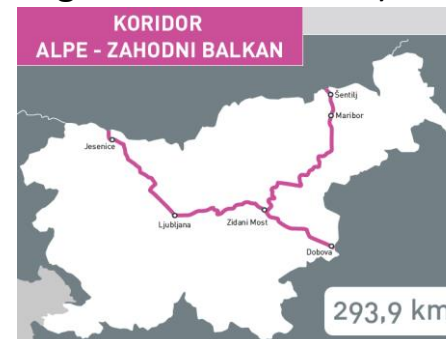 KORIDOR
ALPE - ZAHODNI BALKAN
Šentilj
Maribor
Jesenice
Ljubljana
Zidani Most
Dobova
293,9 km